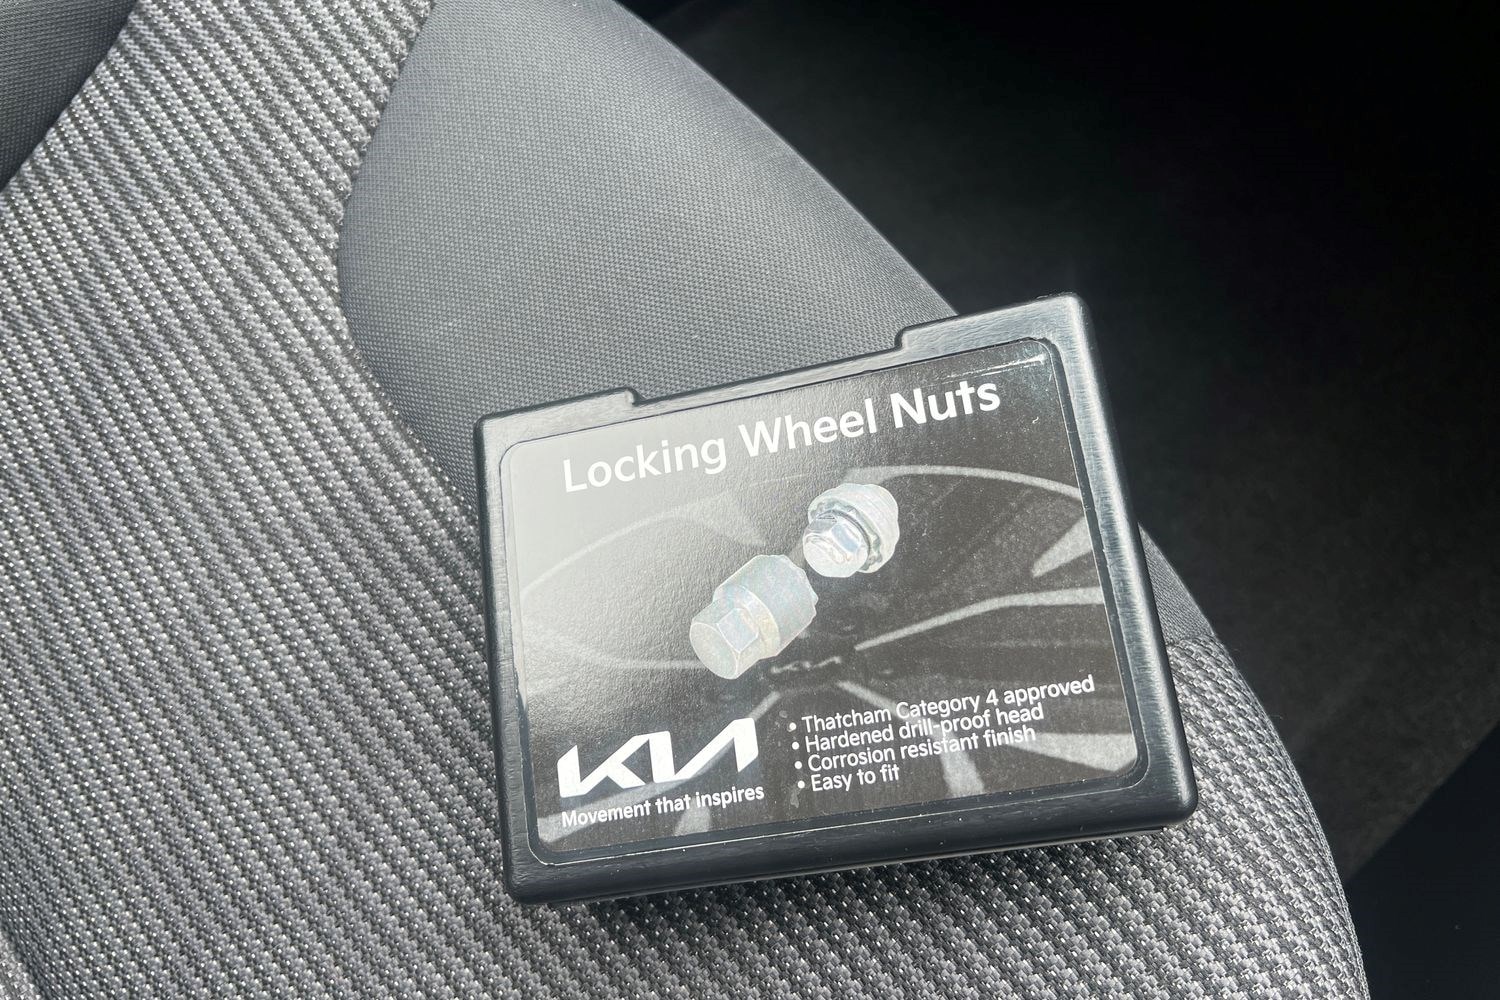 Locking Wheel Nuts
KIA
Movement that inspires
• Thatcham Category 4 approved
• Hardened drill-proof head
• Corrosion resistant finish
• Easy to fit